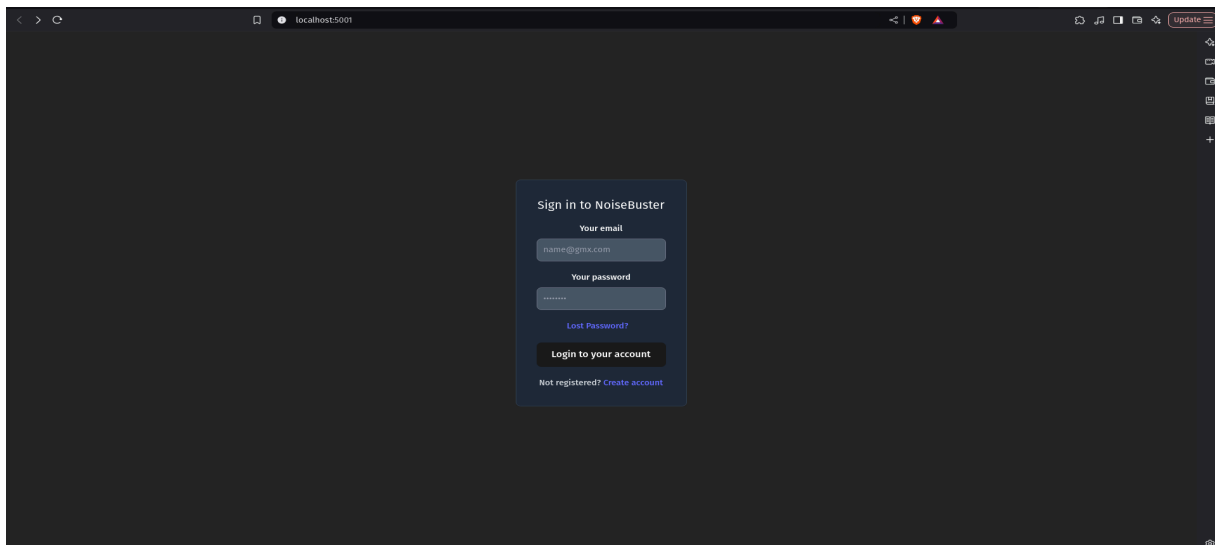 localhost:5001
Update
Sign in to NoiseBuster
Your email
name@gmx.com
Your password
••••••••
Lost Password?
Login to your account
Not registered? Create account